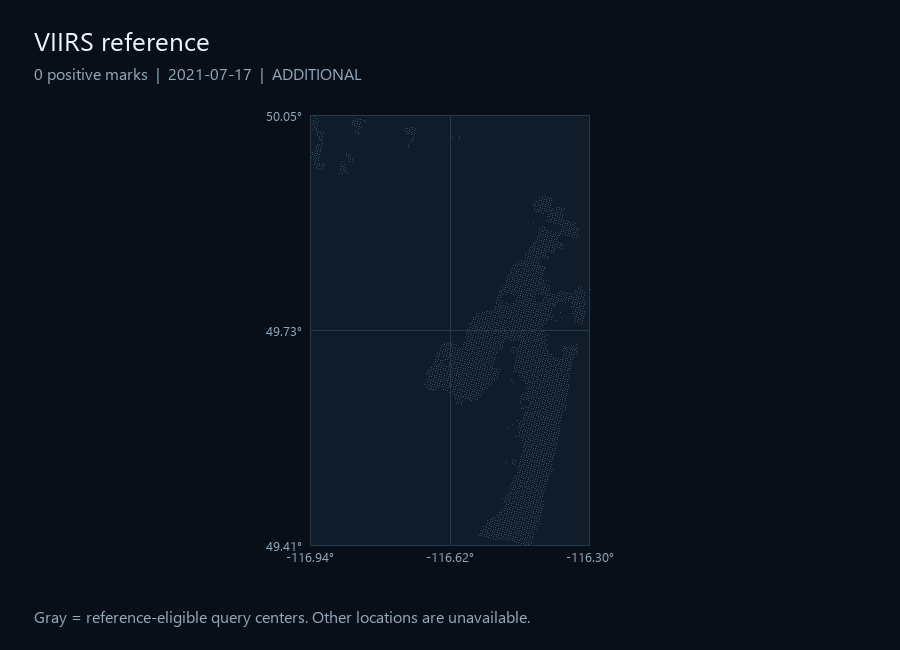 VIIRS reference
0 positive marks | 2021-07-17 | ADDITIONAL
50.05°
49.73°
49.41°
-116.94° -116.62° -116.30°
Gray = reference-eligible query centers. Other locations are unavailable.